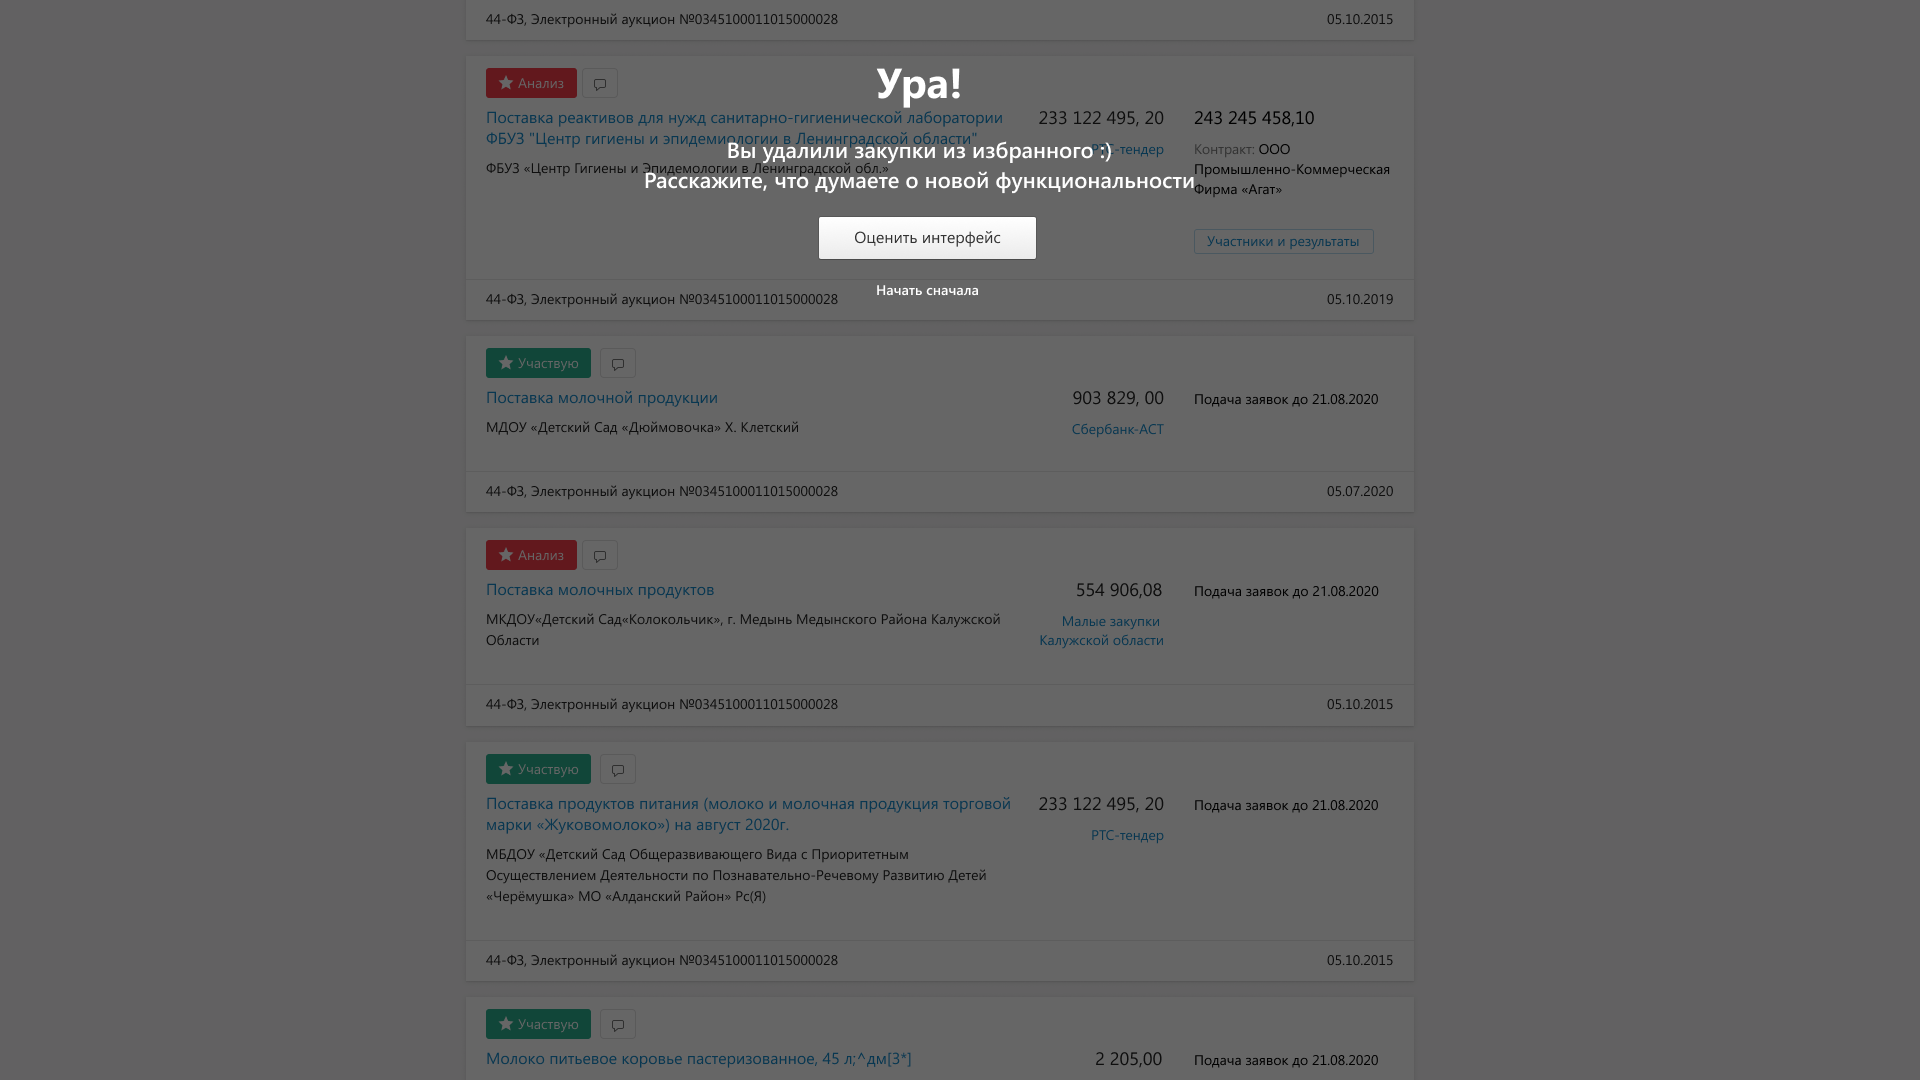 44-ФЗ, Электронный аукцион №0345100011015000028
05.10.2015
Ура!
Вы удалили закупки из избранного :)
Расскажите, что думаете о новой функциональности
Оценить интерфейс
Начать сначала
Анализ
Поставка реактивов для нужд санитарно-гигиенической лаборатории
ФБУЗ "Центр гигиены и эпидемиологии в Ленинградской области"
ФБУЗ «Центр Гигиены и Эпидемологии в Ленинградской обл.»
233 122 495, 20
РТС-тендер
243 245 458,10
Контракт: ООО
Промышленно-Коммерческая
Фирма «Агат»
Участники и результаты
44-ФЗ, Электронный аукцион №0345100011015000028
05.10.2019
Участвую
Поставка молочной продукции
МДОУ «Детский Сад «Дюймовочка» Х. Клетский
903 829, 00
Сбербанк-АСТ
Подача заявок до 21.08.2020
44-ФЗ, Электронный аукцион №0345100011015000028
05.07.2020
Анализ
Поставка молочных продуктов
МКДОУ«Детский Сад«Колокольчик», г. Медынь Медынского Района Калужской
Области
554 906,08
Малые закупки
Калужской области
Подача заявок до 21.08.2020
44-ФЗ, Электронный аукцион №0345100011015000028
05.10.2015
Участвую
Поставка продуктов питания (молоко и молочная продукция торговой
марки «Жуковомолоко») на август 2020г.
МБДОУ «Детский Сад Общеразвивающего Вида с Приоритетным
Осуществлением Деятельности по Познавательно-Речевому Развитию Детей
«Черёмушка» МО «Алданский Район» Рс(Я)
233 122 495, 20
РТС-тендер
Подача заявок до 21.08.2020
44-ФЗ, Электронный аукцион №0345100011015000028
05.10.2015
Участвую
Молоко питьевое коровье пастеризованное, 45 л;^дм[3*]
2 205,00
Подача заявок до 21.08.2020